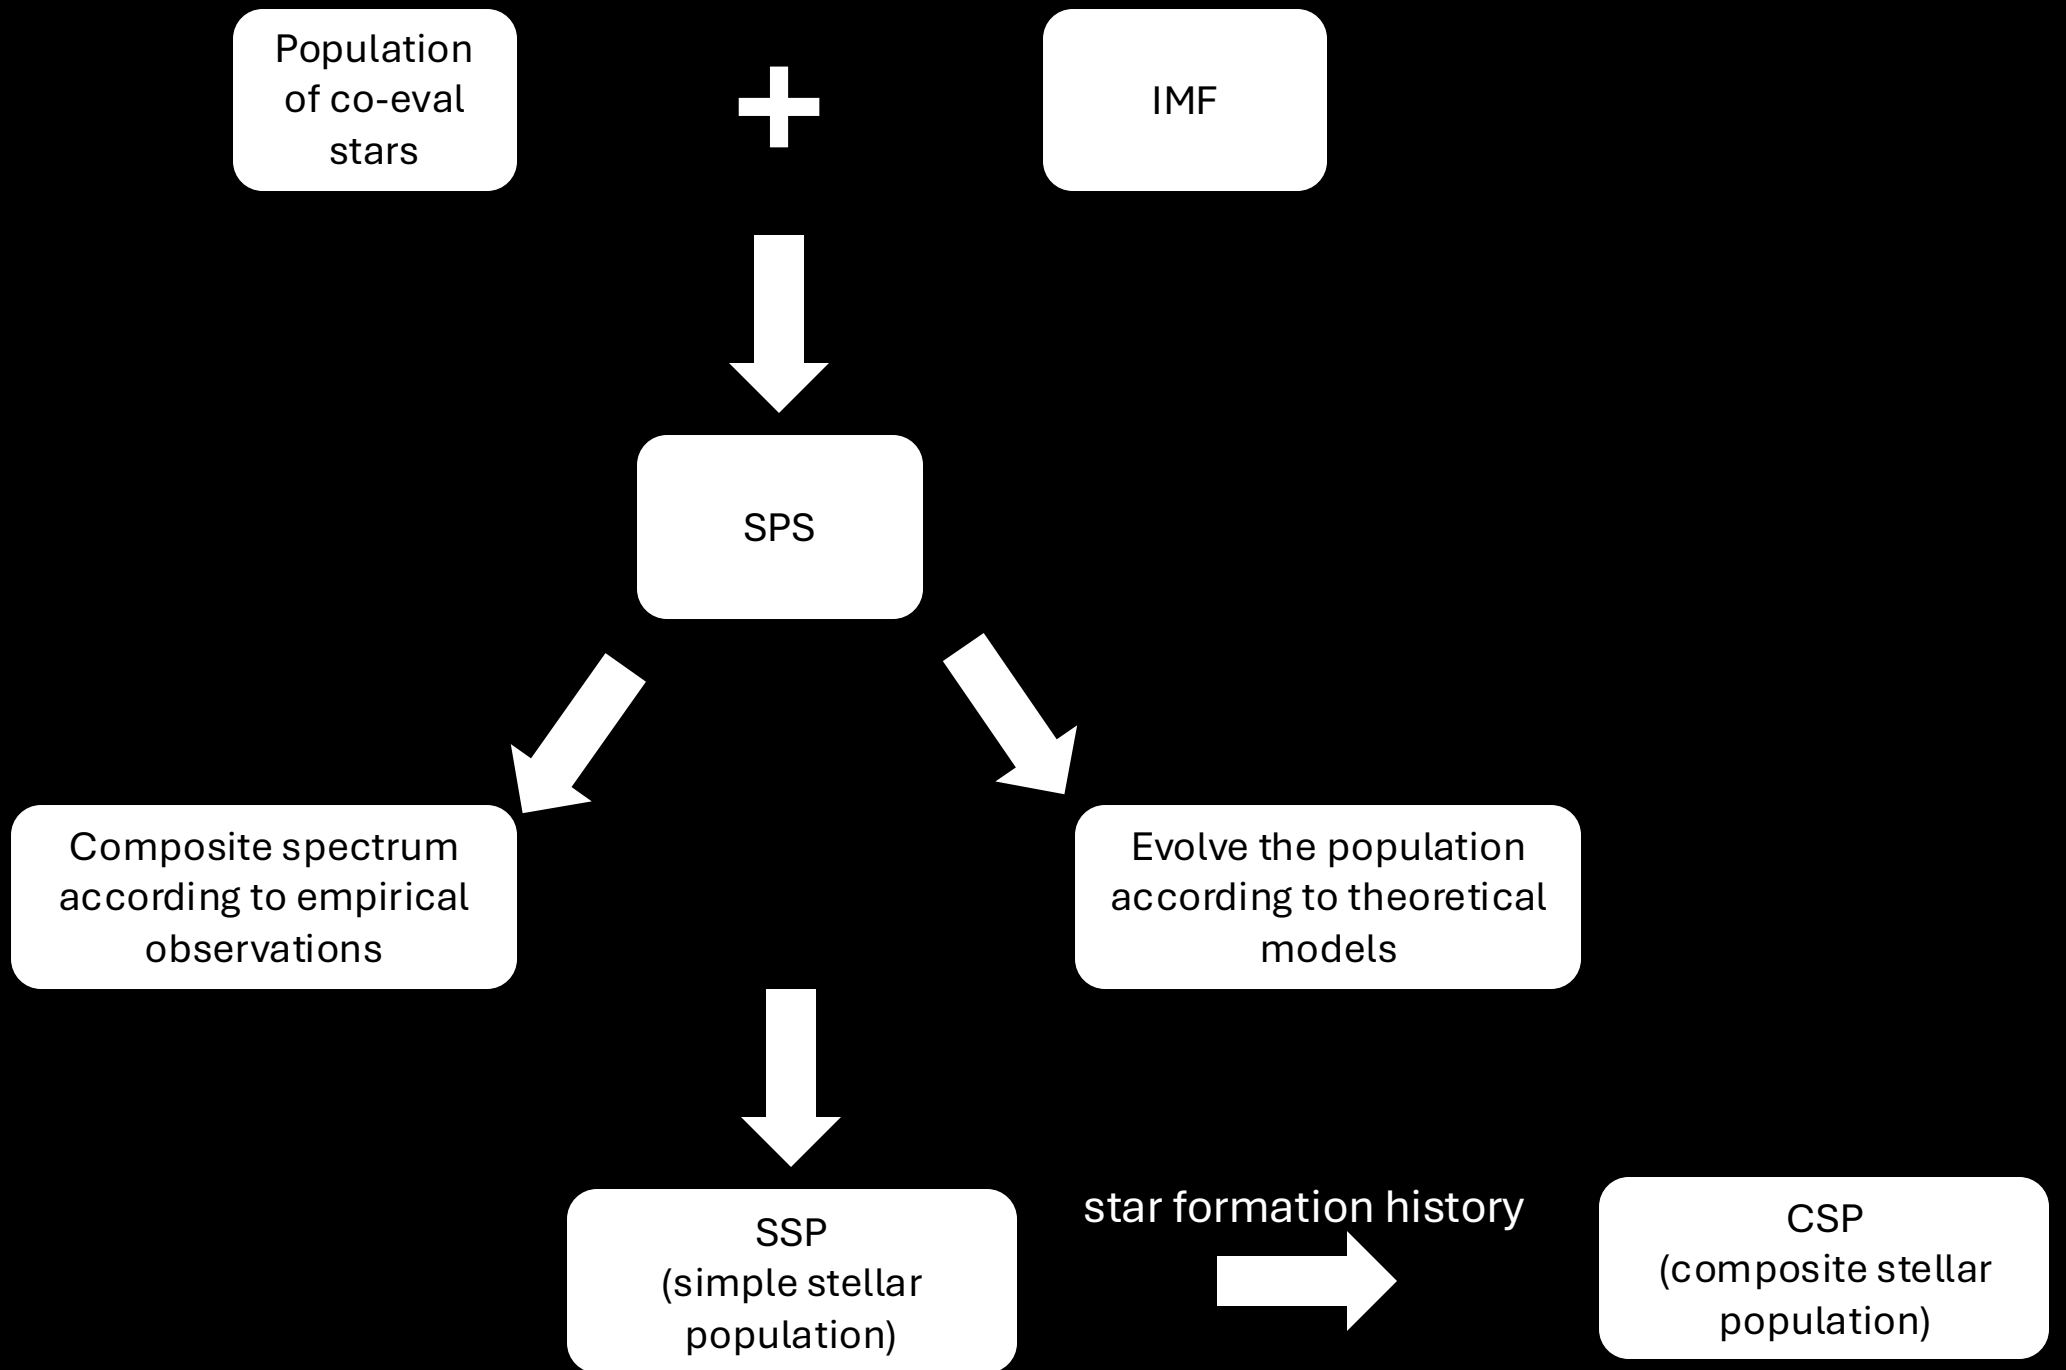 Population
of co-eval
stars
IMF
SPS
Composite spectrum
according to empirical
observations
Evolve the population
according to theoretical
models
SSP
(simple stellar
population)
star formation history
CSP
(composite stellar
population)